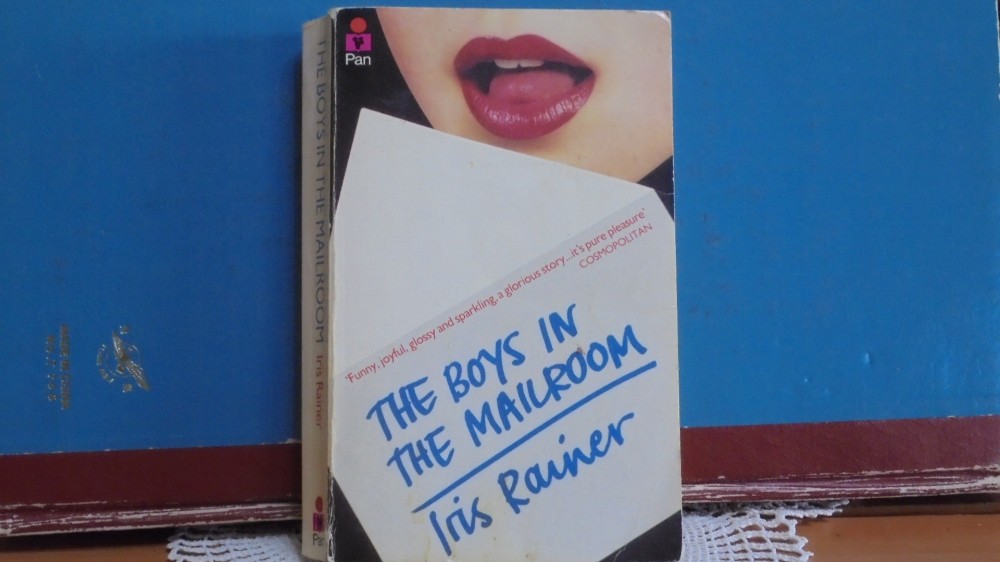 Pan
'Funny, joyful, glossy and sparkling, a glorious story...it's pure pleasure'
COSMOPOLITAN
THE BOYS IN
THE MAILROOM
Iris Rainer
THE BOYS IN THE MAILROOM Iris Rainer
Pan